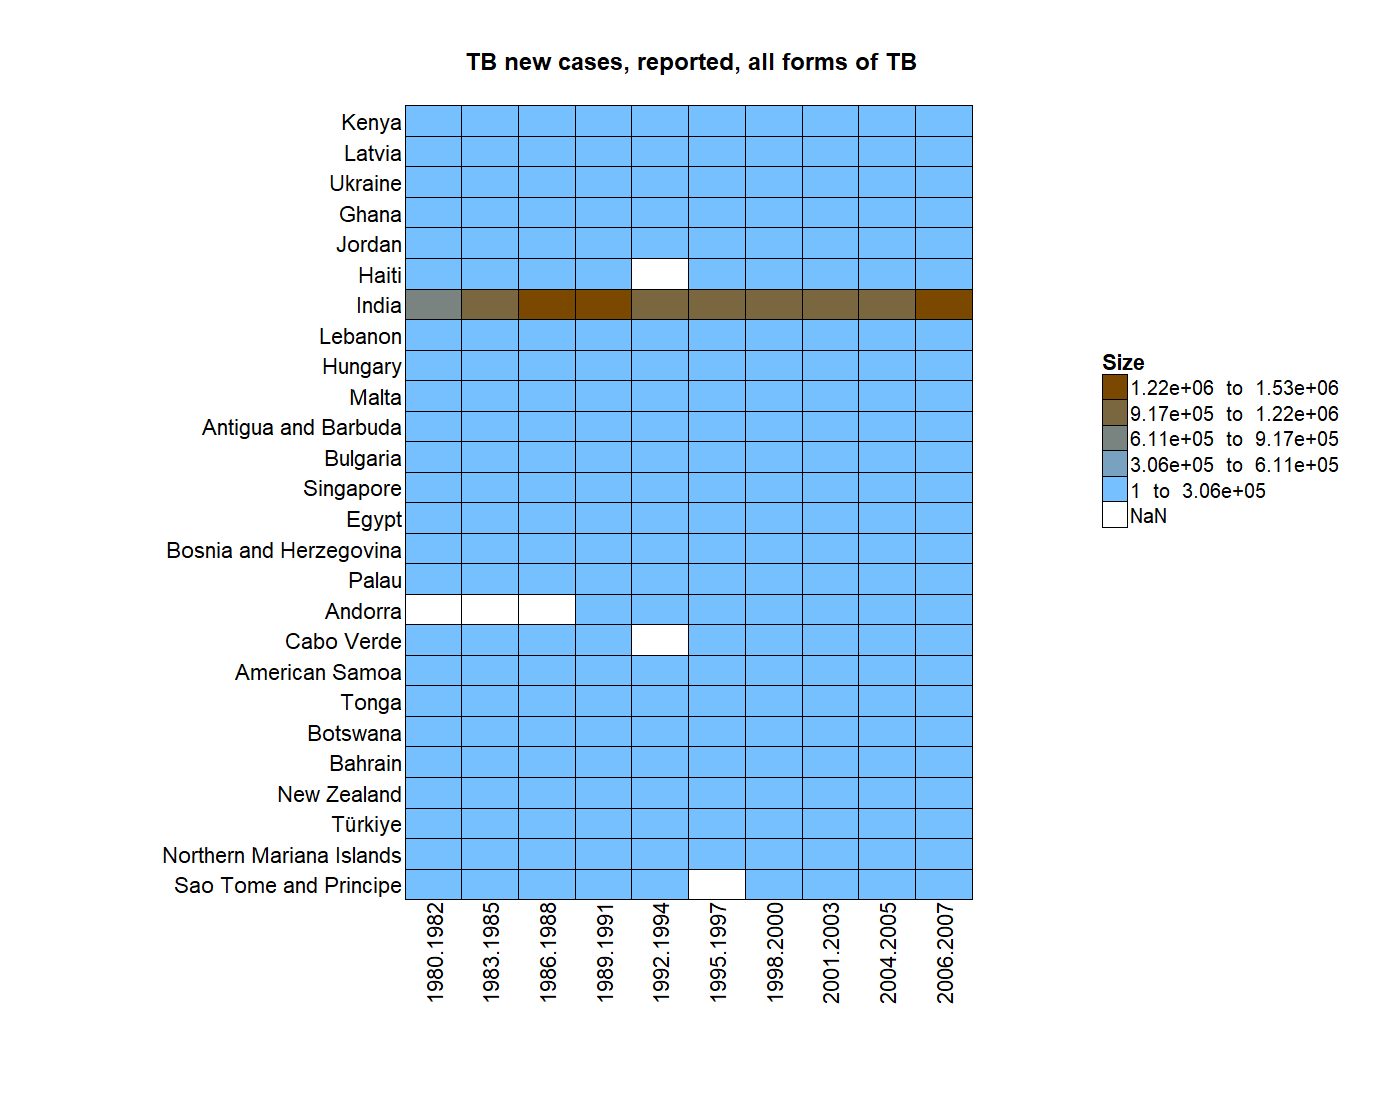 TB new cases, reported, all forms of TB
Kenya
Latvia
Ukraine
Ghana
Jordan
Haiti
India
Lebanon
Hungary
Malta
Antigua and Barbuda
Bulgaria
Singapore
Egypt
Bosnia and Herzegovina
Palau
Andorra
Cabo Verde
American Samoa
Tonga
Botswana
Bahrain
New Zealand
Türkiye
Northern Mariana Islands
Sao Tome and Principe
1980.1982
1983.1985
1986.1988
1989.1991
1992.1994
1995.1997
1998.2000
2001.2003
2004.2005
2006.2007
Size
1.22e+06 to 1.53e+06
9.17e+05 to 1.22e+06
6.11e+05 to 9.17e+05
3.06e+05 to 6.11e+05
1 to 3.06e+05
NaN